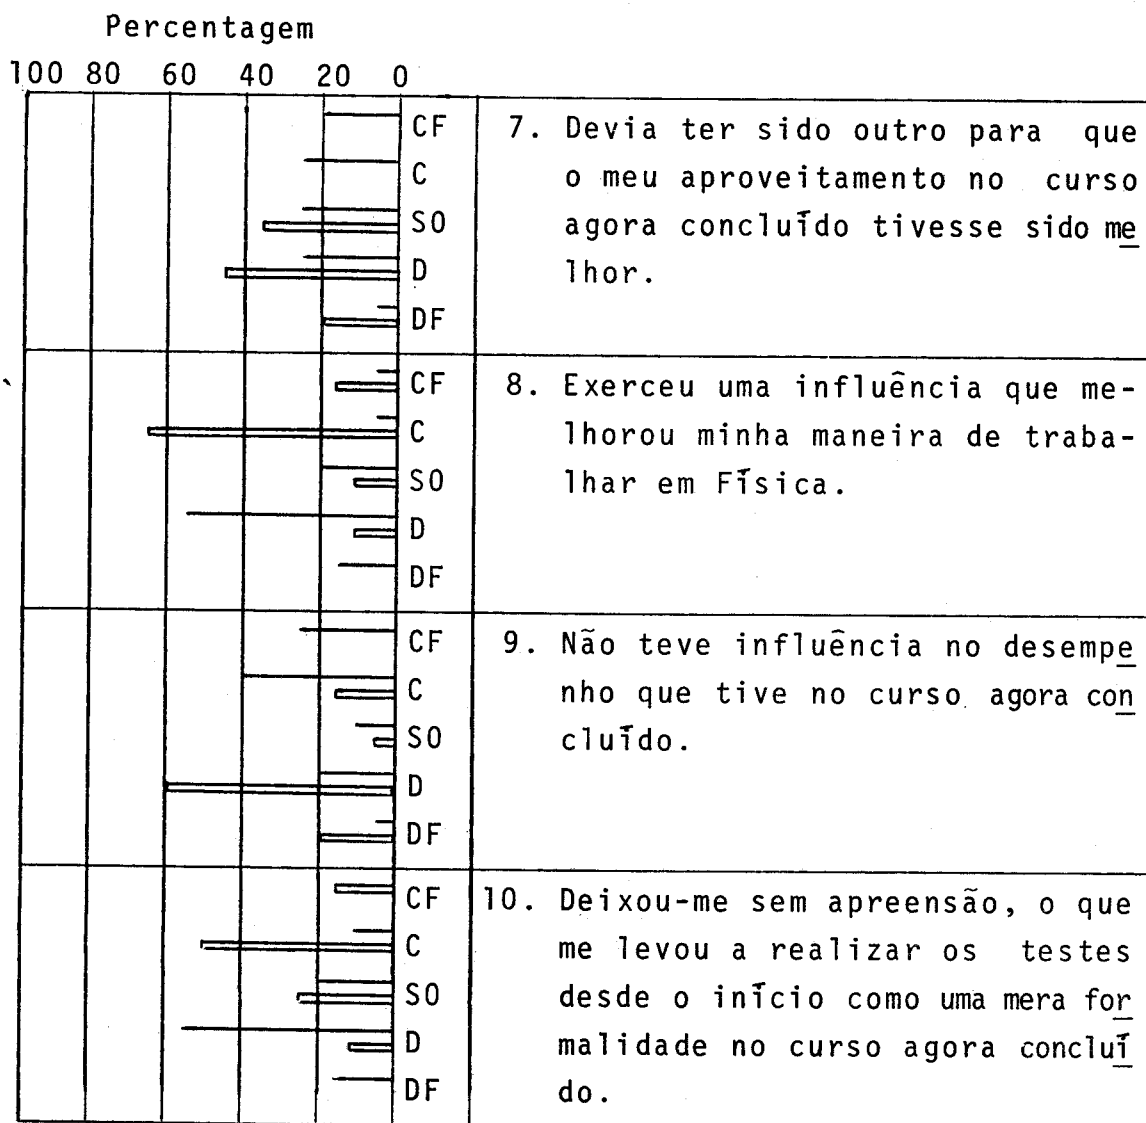 Percentagem
100 80 60 40 20 0
CF
C
SO
D
DF
7. Devia ter sido outro para que
o meu aproveitamento no curso
agora concluído tivesse sido me
lhor.
CF
C
SO
D
DF
8. Exerceu uma influência que me-
lhorou minha maneira de traba-
lhar em Física.
CF
C
SO
D
DF
9. Não teve influência no desempe
nho que tive no curso agora con
cluído.
CF
C
SO
D
DF
10. Deixou-me sem apreensão, o que
me levou a realizar os testes
desde o início como uma mera for
malidade no curso agora concluí
do.